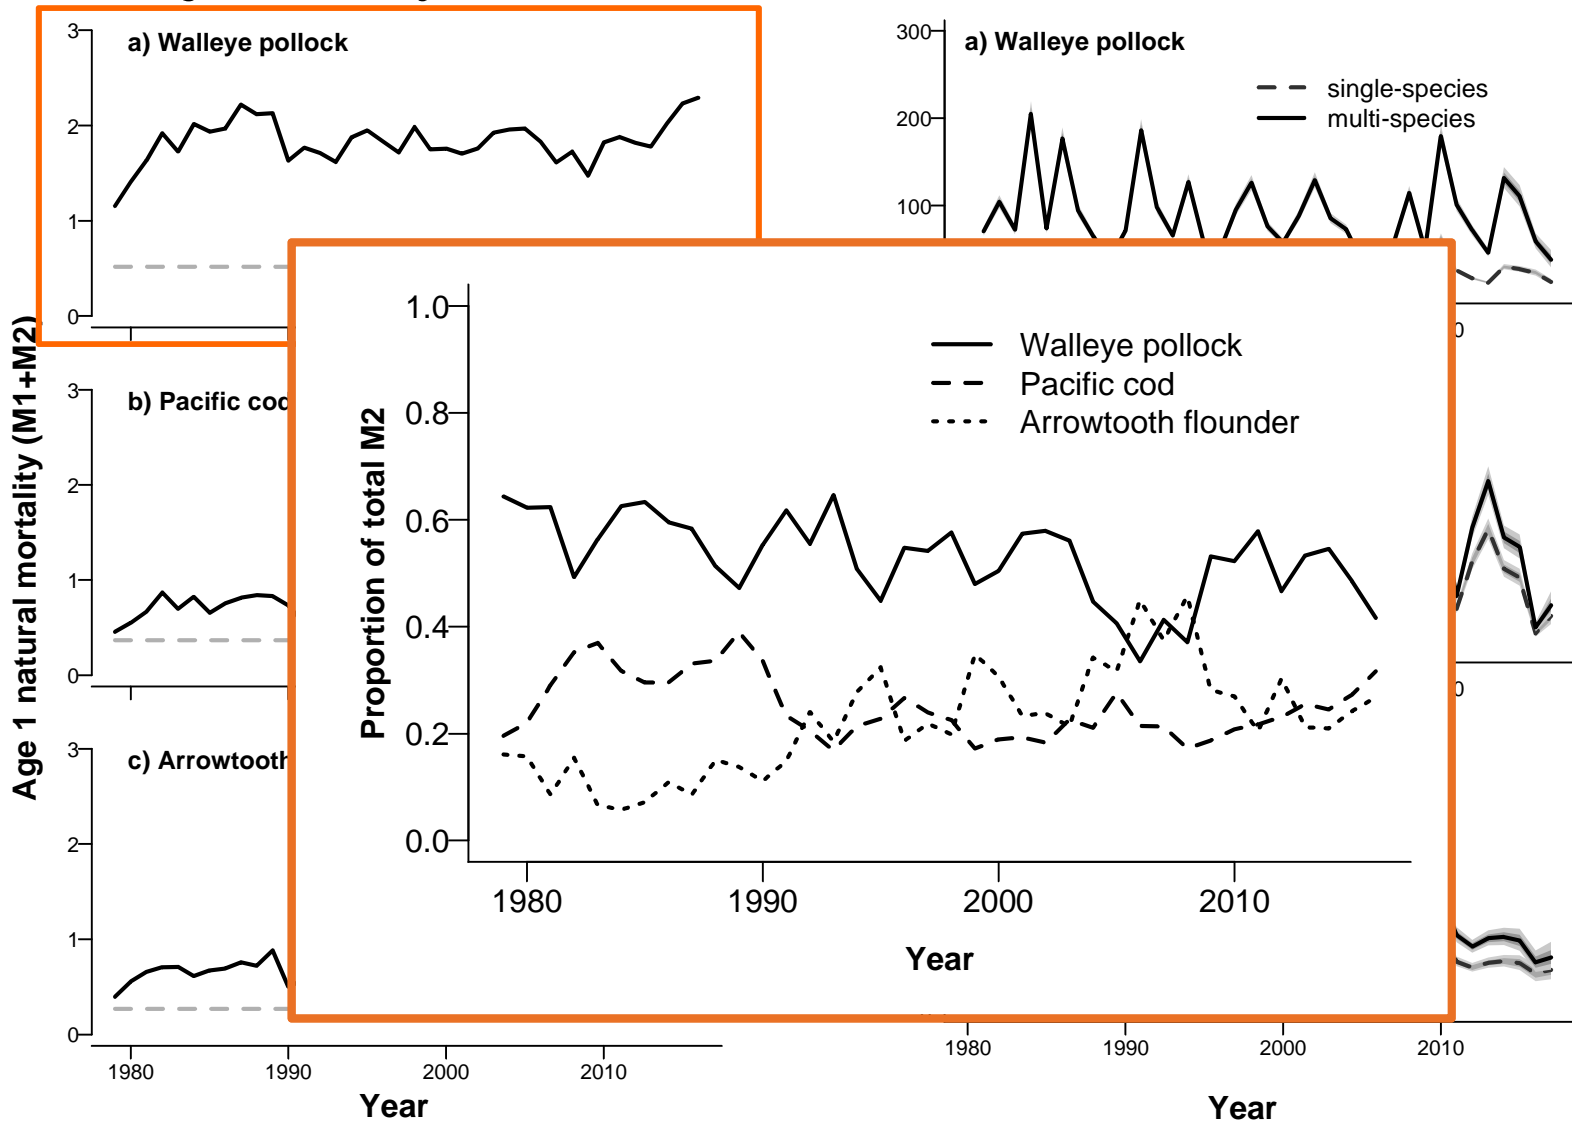 a) Walleye pollock
3
2
1
0
b) Pacific cod
3
2
1
0
c) Arrowtooth
3
2
1
0
1980
1990
2000
2010
Year
Age 1 natural mortality (M1+M2)
a) Walleye pollock
300
200
100
single-species
multi-species
0
0
1980
1990
2000
2010
Year
1.0
0.8
0.6
0.4
0.2
0.0
Proportion of total M2
Walleye pollock
Pacific cod
Arrowtooth flounder
1980
1990
2000
2010
Year